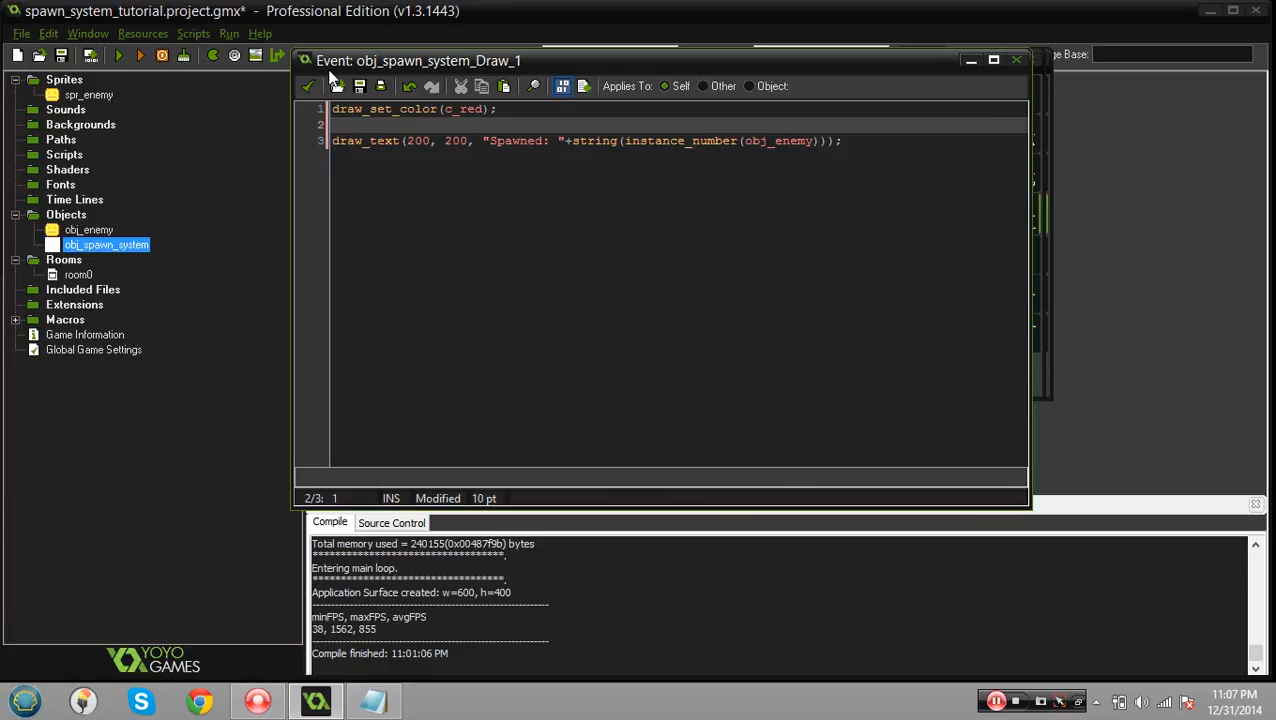 spawn_system_tutorial.project.gmx* - Professional Edition (v1.3.1443)
File Edit Window Resources Scripts Run Help
ge Base:
Sprites
spr_enemy
Sounds
Backgrounds
Paths
Scripts
Shaders
Fonts
Time Lines
Objects
obj_enemy
obj_spawn_system
Rooms
room0
Included Files
Extensions
Macros
Game Information
Global Game Settings
YOYO
GAMES
Event: obj_spawn_system_Draw_1
Applies To: Self Other Object:
1 draw_set_color(c_red);
2
3 draw_text(200, 200, "Spawned: "+string(instance_number(obj_enemy)));
2/3: 1 INS Modified 10 pt
Compile Source Control
Total memory used = 240155(0x00487f9b) bytes
************************************.
Entering main loop.
************************************.
Application Surface created: w=600, h=400
--------------------------------------------
minFPS, maxFPS, avgFPS
38, 1562, 855
--------------------------------------------
Compile finished: 11:01:06 PM
11:07 PM
12/31/2014